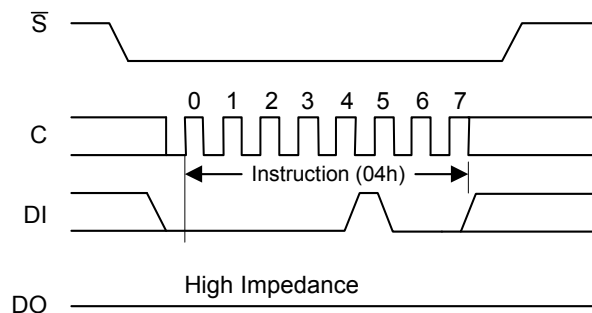 S̅
0 1 2 3 4 5 6 7
C
Instruction (04h)
DI
High Impedance
DO